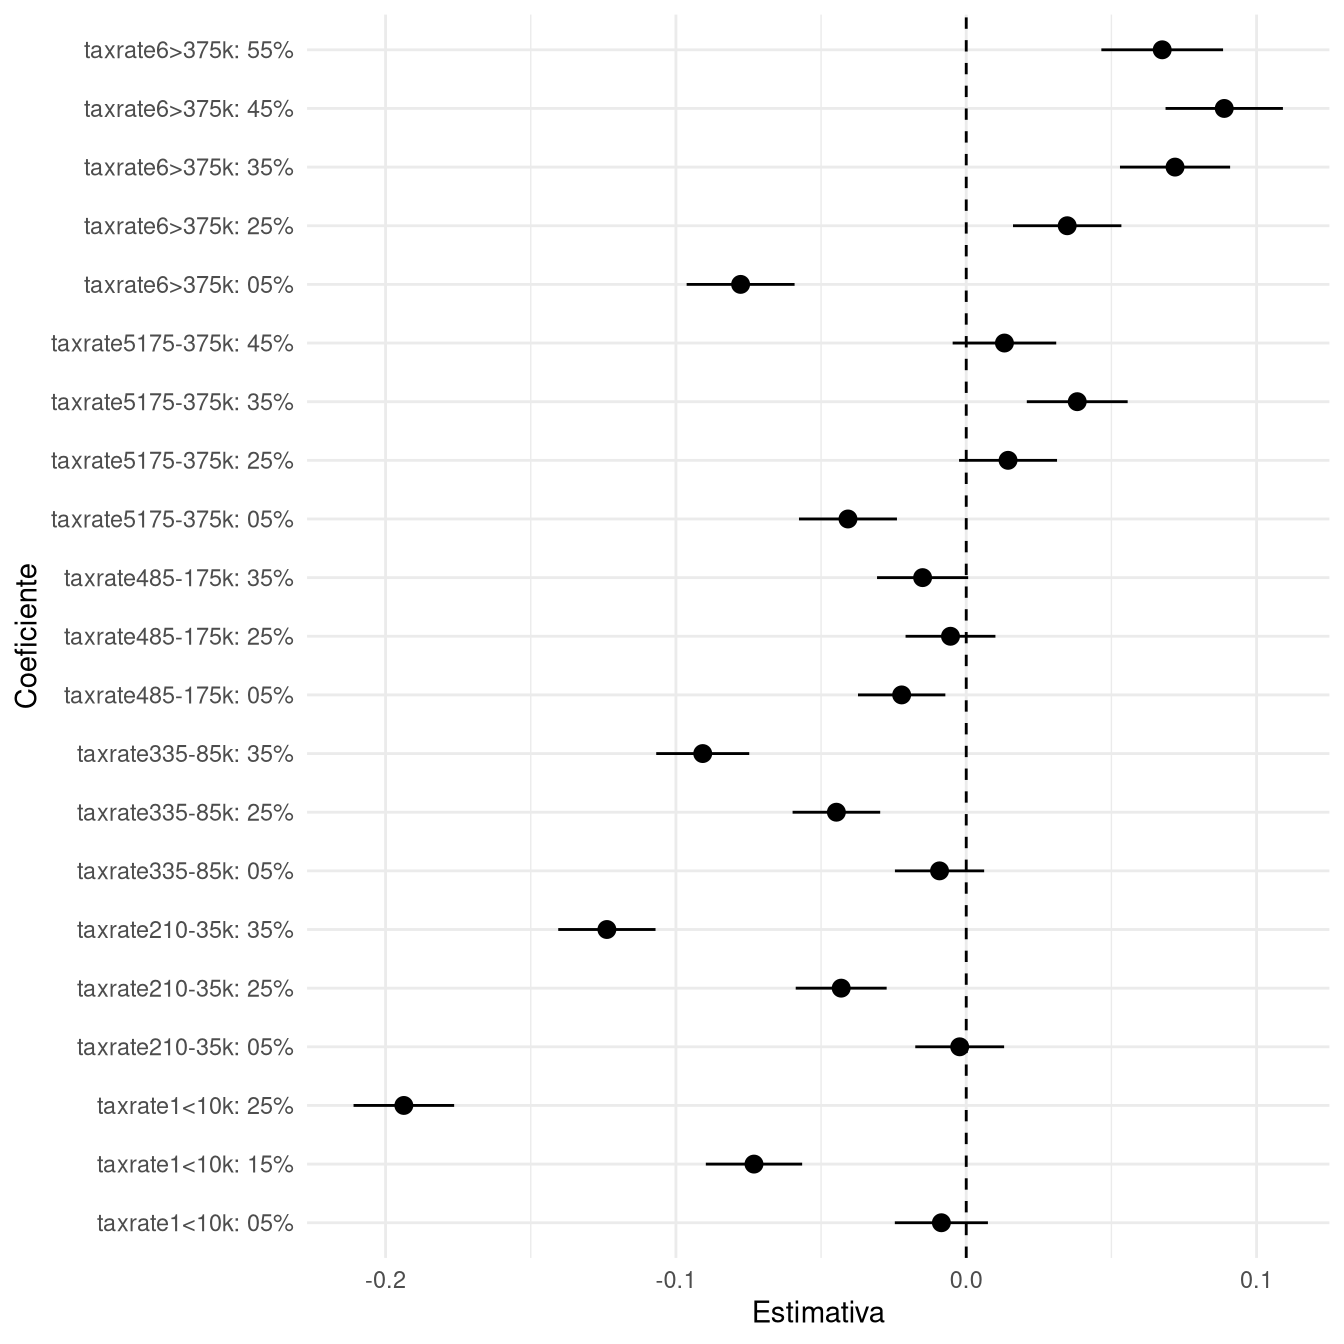 taxrate6>375k: 55%
taxrate6>375k: 45%
taxrate6>375k: 35%
taxrate6>375k: 25%
taxrate6>375k: 05%
taxrate5175-375k: 45%
taxrate5175-375k: 35%
taxrate5175-375k: 25%
taxrate5175-375k: 05%
taxrate485-175k: 35%
taxrate485-175k: 25%
taxrate485-175k: 05%
taxrate335-85k: 35%
taxrate335-85k: 25%
taxrate335-85k: 05%
taxrate210-35k: 35%
taxrate210-35k: 25%
taxrate210-35k: 05%
taxrate1<10k: 25%
taxrate1<10k: 15%
taxrate1<10k: 05%
Coeficiente
-0.2 -0.1 0.0 0.1
Estimativa